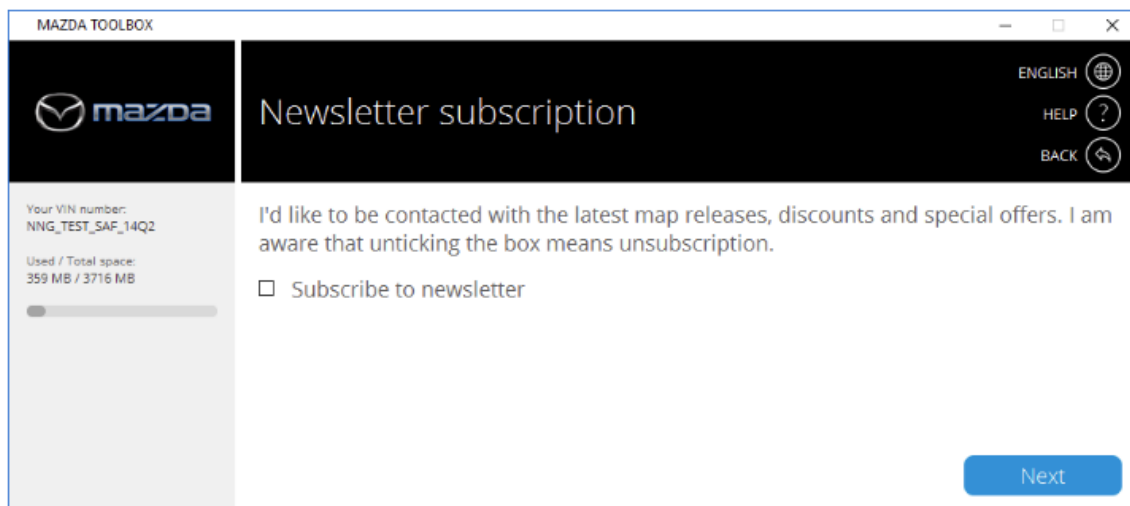 MAZDA TOOLBOX
mazda
Newsletter subscription
ENGLISH
HELP
?
BACK
Your VIN number:
NNG_TEST_SAF_14Q2
Used / Total space:
359 MB / 3716 MB
I'd like to be contacted with the latest map releases, discounts and special offers. I am
aware that unticking the box means unsubscription.
Subscribe to newsletter
Next